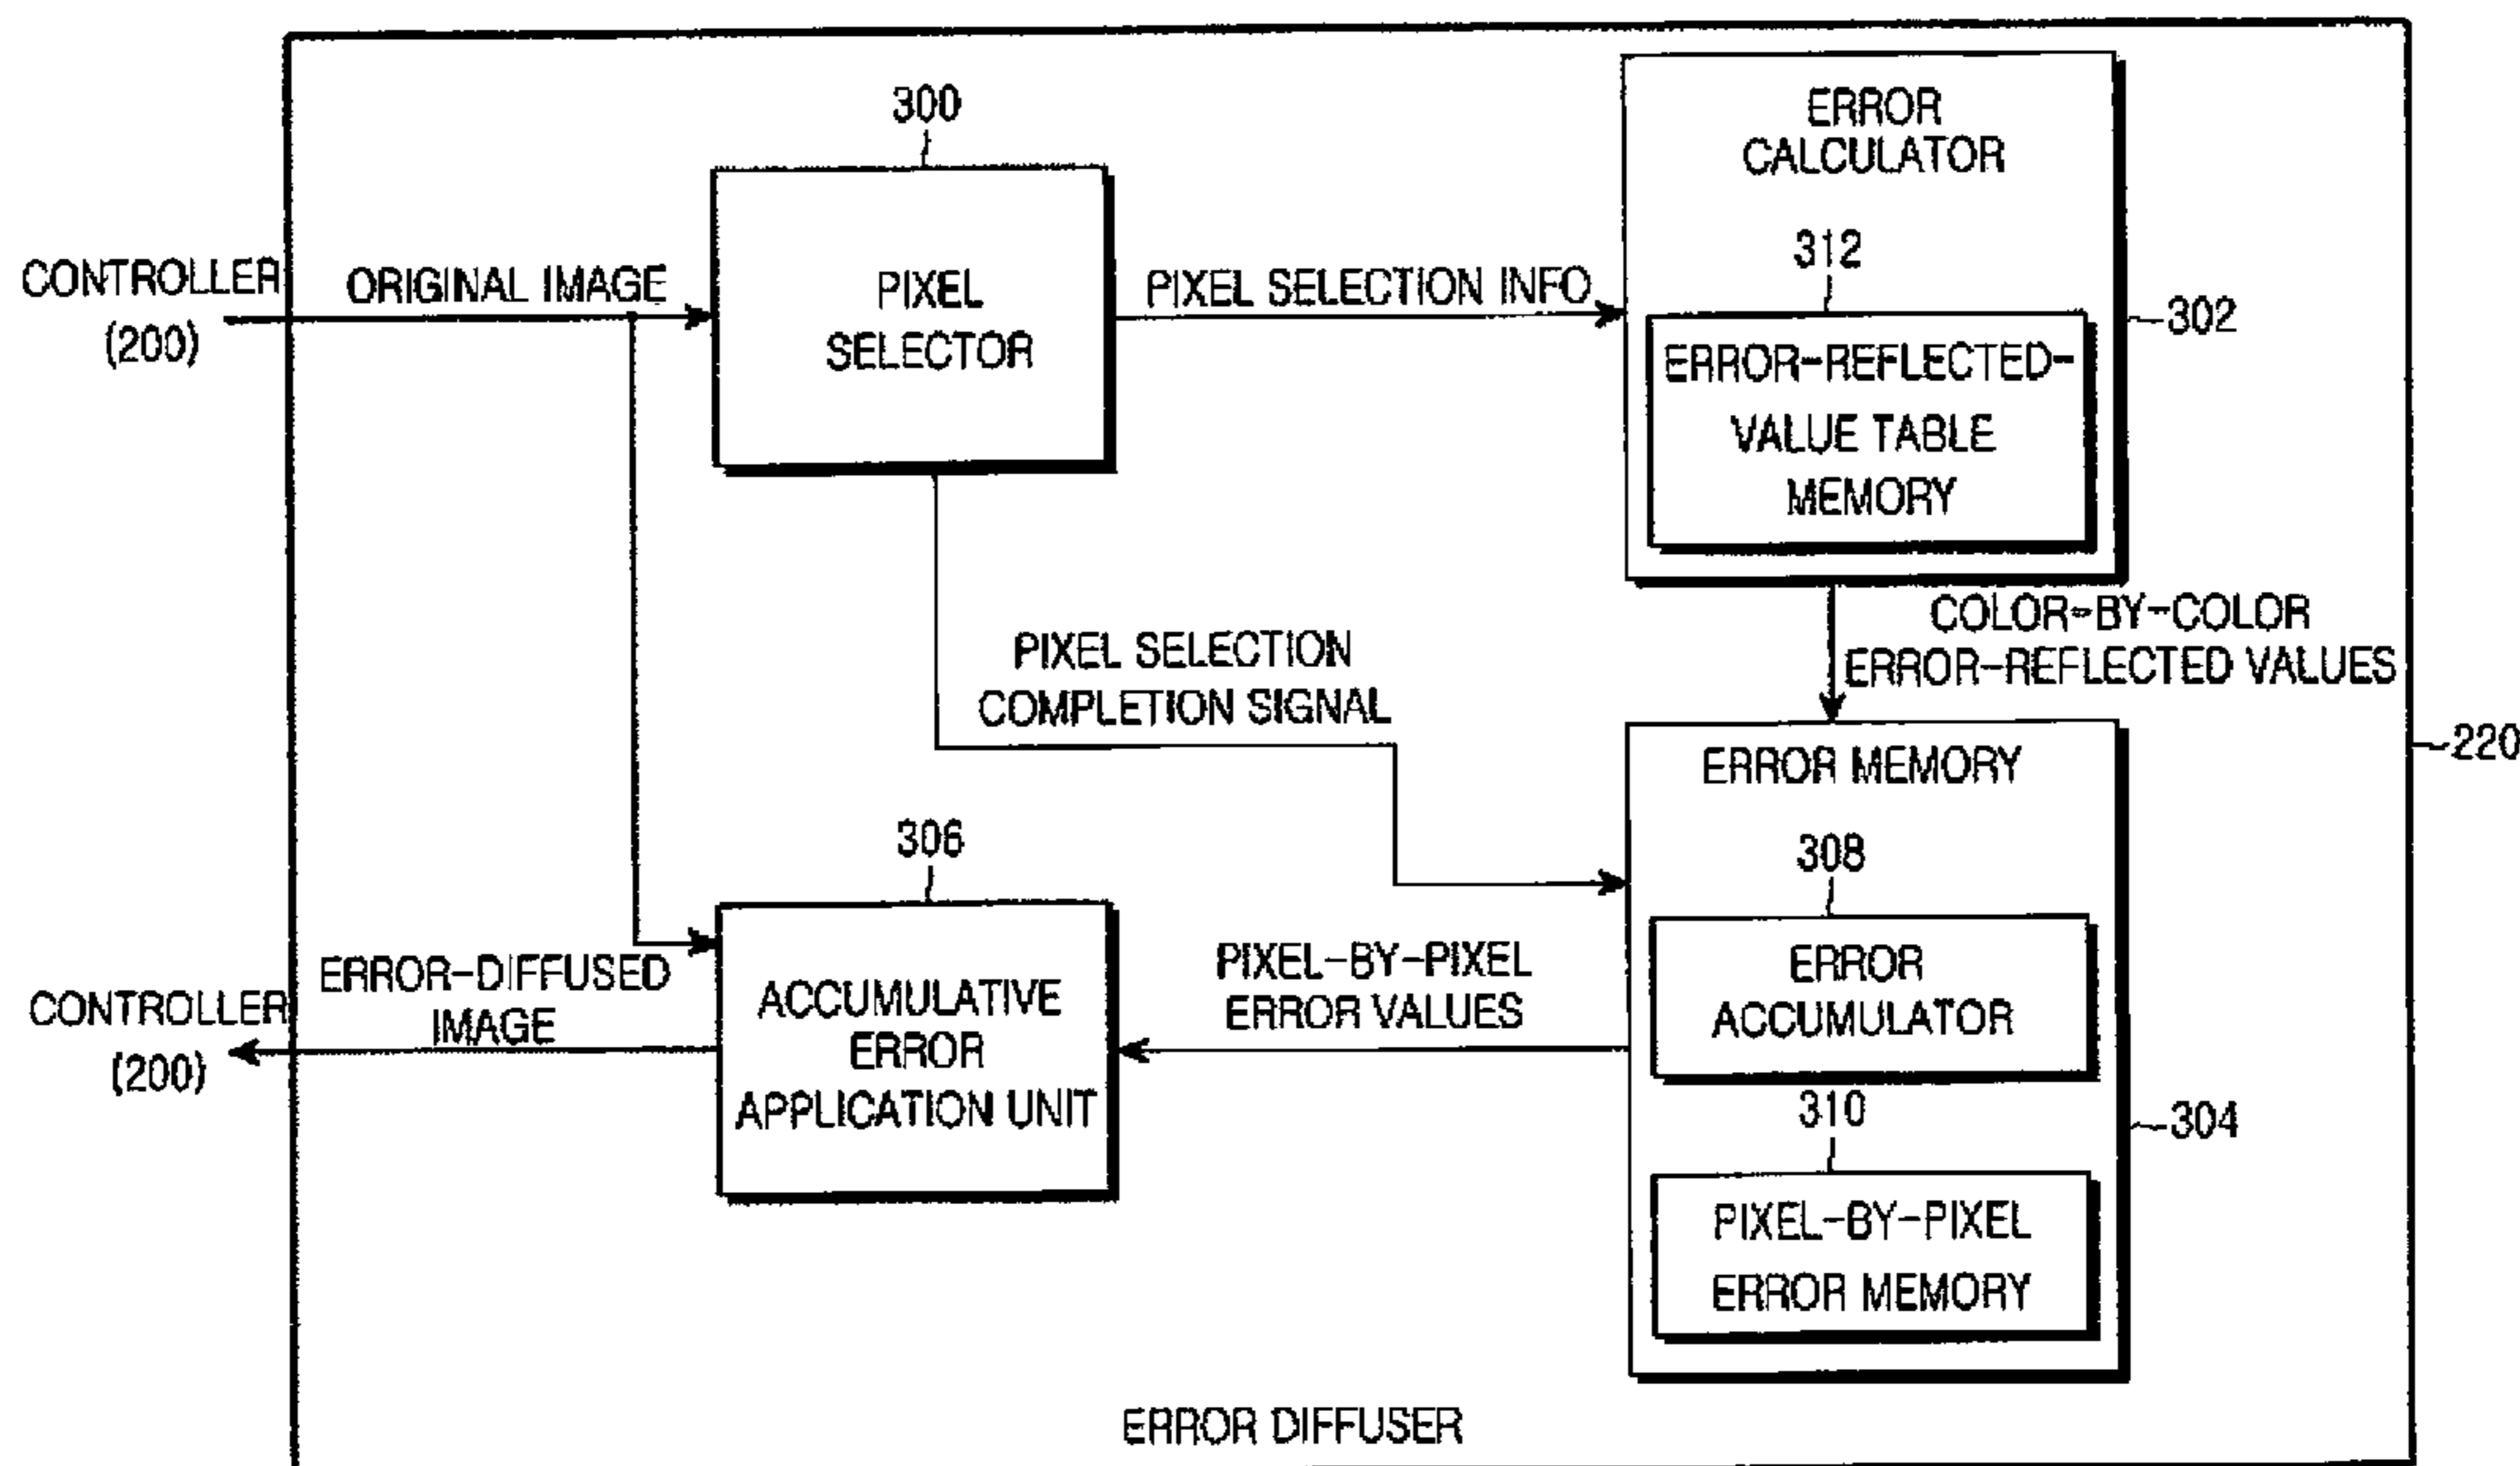 300
ERROR
CALCULATOR
312
CONTROLLER
(200)
ORIGINAL IMAGE
PIXEL
SELECTOR
PIXEL SELECTION INFO
302
ERROR-REFLECTED-
VALUE TABLE
MEMORY
COLOR-BY-COLOR
ERROR-REFLECTED VALUES
PIXEL SELECTION
COMPLETION SIGNAL
220
ERROR MEMORY
306
308
CONTROLLER
(200)
ERROR-DIFFUSED
IMAGE
ACCUMULATIVE
ERROR
APPLICATION UNIT
PIXEL-BY-PIXEL
ERROR VALUES
ERROR
ACCUMULATOR
310
304
PIXEL-BY-PIXEL
ERROR MEMORY
ERROR DIFFUSER